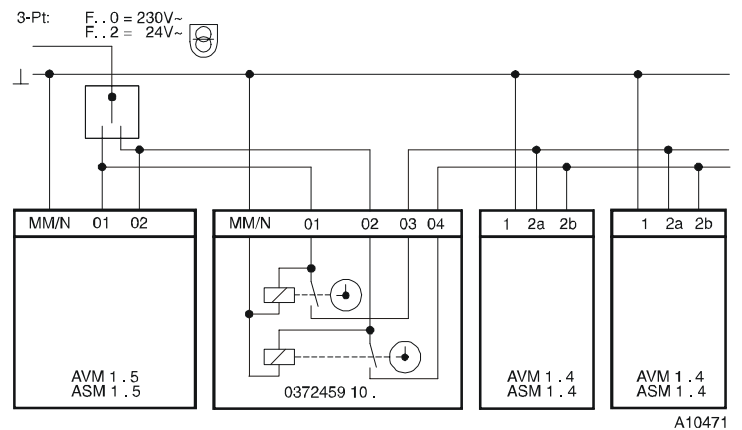 3-Pt: F..0 = 230V~
F..2 = 24V~
⊥
MM/N 01 02 MM/N 01 02 03 04 1 2a 2b 1 2a 2b
AVM 1 . 5
ASM 1 . 5
0372459 10 .
AVM 1 . 4
ASM 1 . 4
AVM 1 . 4
ASM 1 . 4
A10471